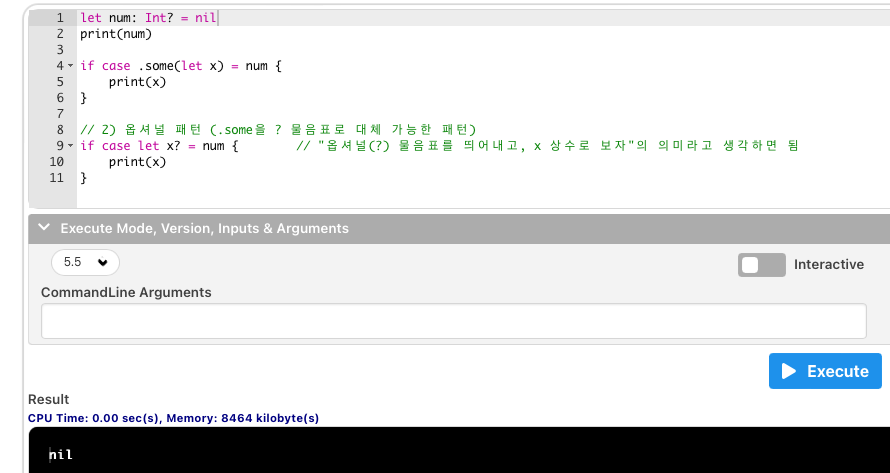 1 let num: Int? = nil
2 print(num)
3
4 if case .some(let x) = num {
5     print(x)
6 }
7
8 // 2) 옵셔널 패턴 (.some을 ? 물음표로 대체 가능한 패턴)
9 if case let x? = num {        // "옵셔널(?) 물음표를 띄어내고, x 상수로 보자"의 의미라고 생각하면 됨
10     print(x)
11 }
Execute Mode, Version, Inputs & Arguments
5.5
Interactive
CommandLine Arguments
Execute
Result
CPU Time: 0.00 sec(s), Memory: 8464 kilobyte(s)
nil